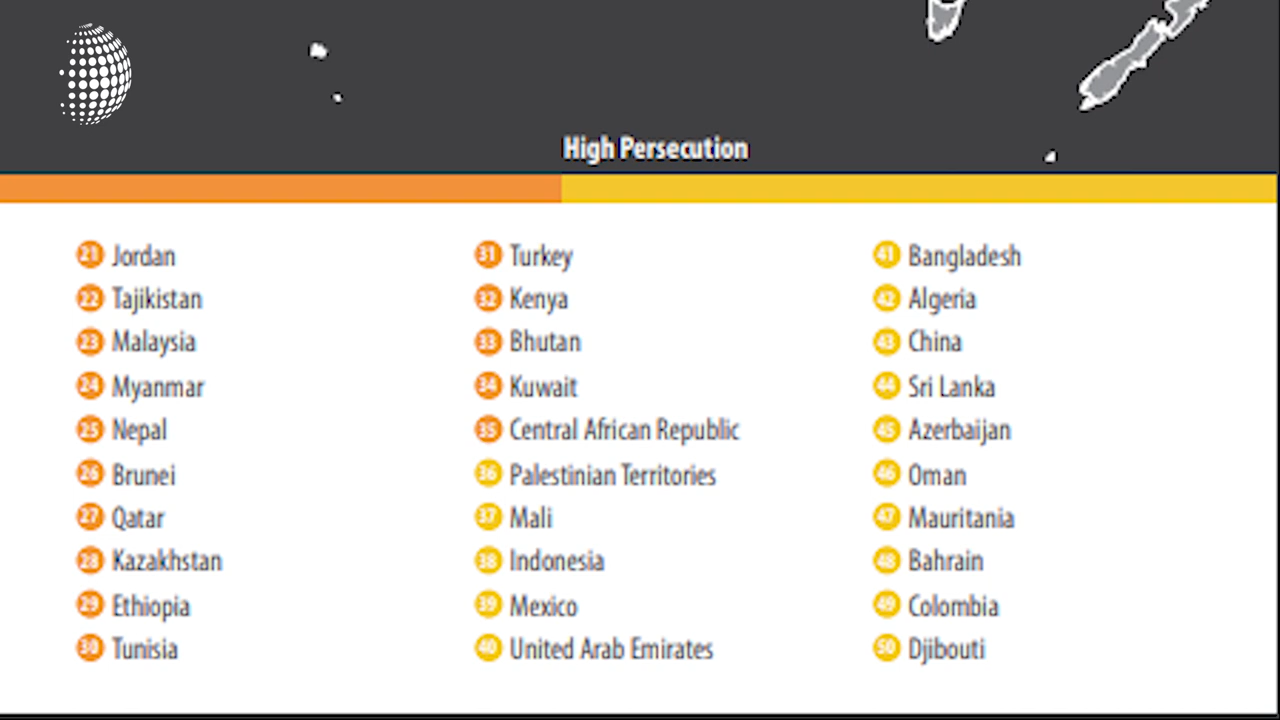 High Persecution
21 Jordan
22 Tajikistan
23 Malaysia
24 Myanmar
25 Nepal
26 Brunei
27 Qatar
28 Kazakhstan
29 Ethiopia
30 Tunisia
31 Turkey
32 Kenya
33 Bhutan
34 Kuwait
35 Central African Republic
36 Palestinian Territories
37 Mali
38 Indonesia
39 Mexico
40 United Arab Emirates
41 Bangladesh
42 Algeria
43 China
44 Sri Lanka
45 Azerbaijan
46 Oman
47 Mauritania
48 Bahrain
49 Colombia
50 Djibouti